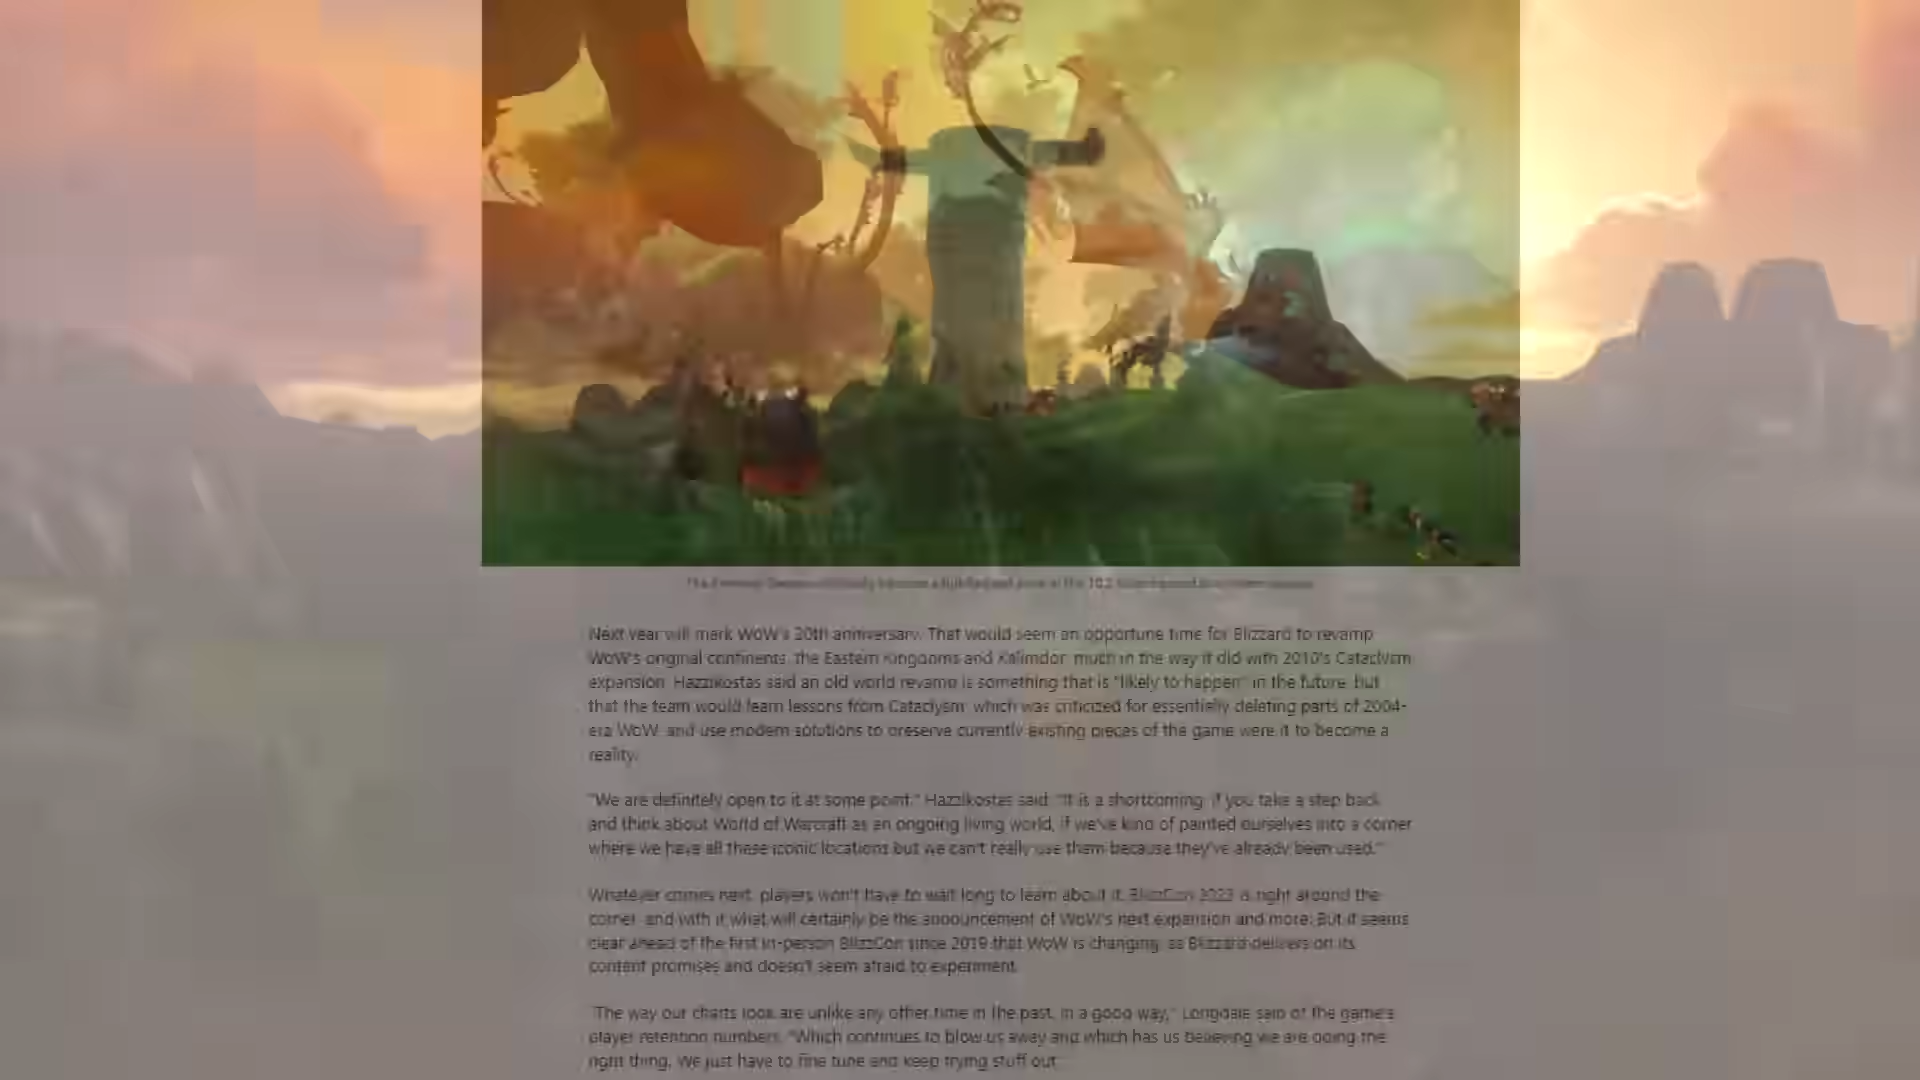 Next year will mark WoW's 20th anniversary. That would seem an opportune time for Blizzard to revamp
WoW's original continents, the Eastern Kingdoms and Kalimdor, much in the way it did with 2010's Cataclysm
expansion. Hazzikostas said an old world revamp is something that is "likely to happen" in the future, but
that the team would learn lessons from Cataclysm, which was criticized for essentially deleting parts of 2004-
era WoW, and use modern solutions to preserve currently existing pieces of the game were it to become a
reality.
"We are definitely open to it at some point," Hazzikostas said. "It is a shortcoming, if you take a step back
and think about World of Warcraft as an ongoing living world, if we've kind of painted ourselves into a corner
where we have all these iconic locations but we can't really use them because they've already been used."
Whatever comes next, players won't have to wait long to learn about it. BlizzCon 2023 is right around the
corner, and with it what will certainly be the announcement of WoW's next expansion and more. But it seems
clear ahead of the first in-person BlizzCon since 2019 that WoW is changing, as Blizzard delivers on its
content promises and doesn't seem afraid to experiment.
"The way our charts look are unlike any other time in the past, in a good way," Longdale said of the game's
player retention numbers. "Which continues to blow us away and which has us believing we are doing the
right thing. We just have to fine tune and keep trying stuff out."